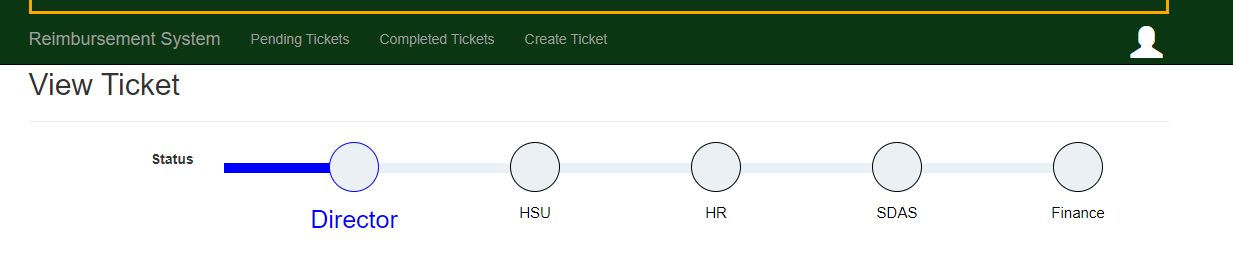 Reimbursement System Pending Tickets Completed Tickets Create Ticket
View Ticket
Status
Director HSU HR SDAS Finance